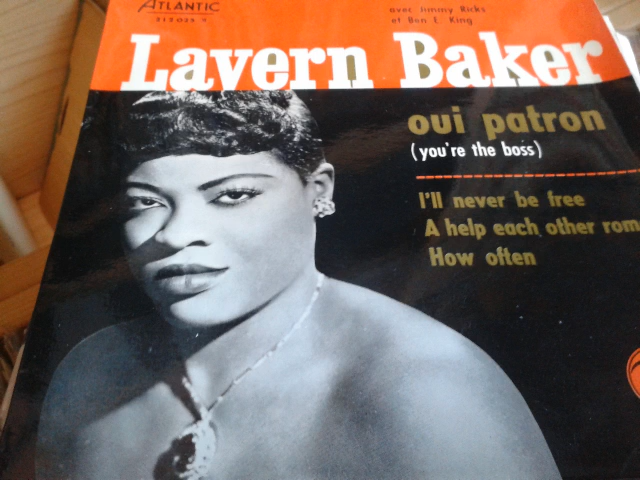 ATLANTIC
212025
avec Jimmy Ricks
et Ben E. King
Lavern Baker
oui patron
(you're the boss)
I'll never be free
A help each other rom
How often